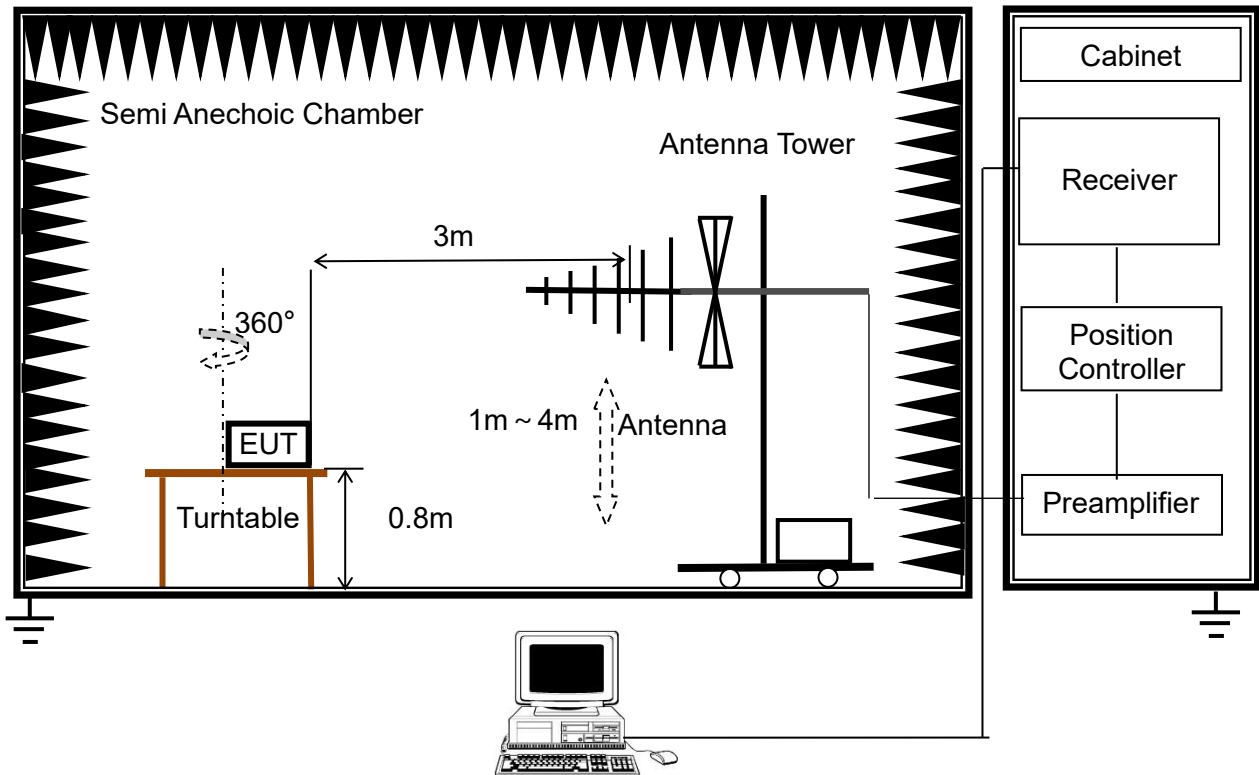 Cabinet
Semi Anechoic Chamber
Antenna Tower
Receiver
3m
360°
Position
Controller
1m ~ 4m
Antenna
EUT
Turntable
0.8m
Preamplifier